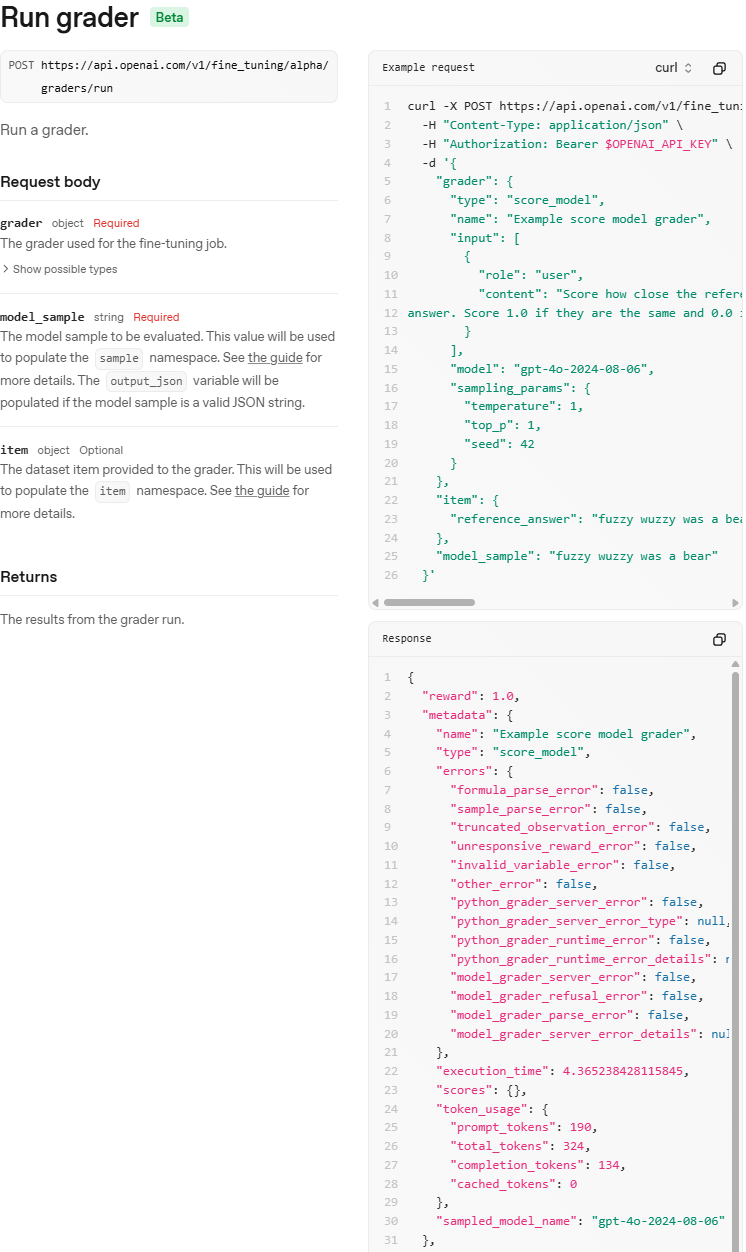 Run grader Beta
POST https://api.openai.com/v1/fine_tuning/alpha/
graders/run
Run a grader.
Request body
grader object Required
The grader used for the fine-tuning job.
> Show possible types
model_sample string Required
The model sample to be evaluated. This value will be used
to populate the sample namespace. See the guide for
more details. The output_json variable will be
populated if the model sample is a valid JSON string.
item object Optional
The dataset item provided to the grader. This will be used
to populate the item namespace. See the guide for
more details.
Returns
The results from the grader run.
Example request curl
1 curl -X POST https://api.openai.com/v1/fine_tuni
2 -H "Content-Type: application/json" \
3 -H "Authorization: Bearer $OPENAI_API_KEY" \
4 -d '{
5 "grader": {
6 "type": "score_model",
7 "name": "Example score model grader",
8 "input": [
9 {
10 "role": "user",
11 "content": "Score how close the refere
12 answer. Score 1.0 if they are the same and 0.0 i
13 }
14 ],
15 "model": "gpt-4o-2024-08-06",
16 "sampling_params": {
17 "temperature": 1,
18 "top_p": 1,
19 "seed": 42
20 }
21 },
22 "item": {
23 "reference_answer": "fuzzy wuzzy was a bea
24 },
25 "model_sample": "fuzzy wuzzy was a bear"
26 }'
Response
1 {
2 "reward": 1.0,
3 "metadata": {
4 "name": "Example score model grader",
5 "type": "score_model",
6 "errors": {
7 "formula_parse_error": false,
8 "sample_parse_error": false,
9 "truncated_observation_error": false,
10 "unresponsive_reward_error": false,
11 "invalid_variable_error": false,
12 "other_error": false,
13 "python_grader_server_error": false,
14 "python_grader_server_error_type": null,
15 "python_grader_runtime_error": false,
16 "python_grader_runtime_error_details": n
17 "model_grader_server_error": false,
18 "model_grader_refusal_error": false,
19 "model_grader_parse_error": false,
20 "model_grader_server_error_details": nul
21 },
22 "execution_time": 4.365238428115845,
23 "scores": {},
24 "token_usage": {
25 "prompt_tokens": 190,
26 "total_tokens": 324,
27 "completion_tokens": 134,
28 "cached_tokens": 0
29 },
30 "sampled_model_name": "gpt-4o-2024-08-06"
31 },